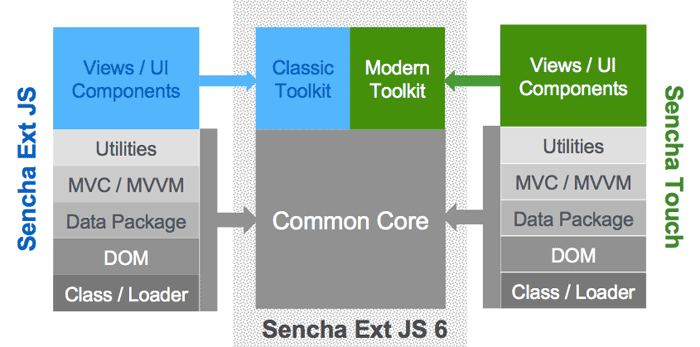 Sencha Ext JS
Views / UI
Components
Utilities
MVC / MVVM
Data Package
DOM
Class / Loader
Classic
Toolkit
Modern
Toolkit
Common Core
Sencha Ext JS 6
Views / UI
Components
Utilities
MVC / MVVM
Data Package
DOM
Class / Loader
Sencha Touch